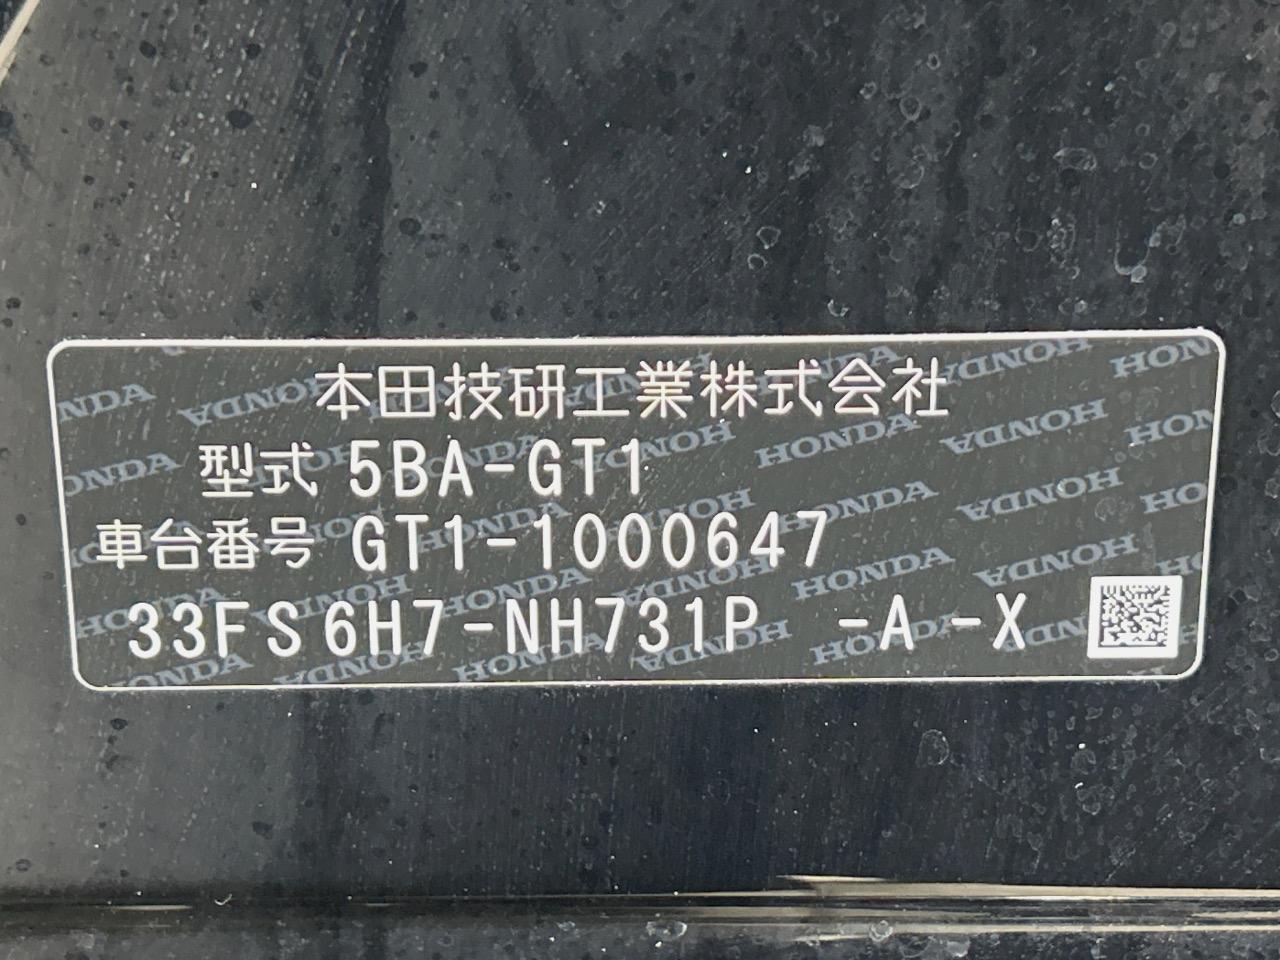 本田技研工業株式会社
型式 5BA-GT1
車台番号 GT1-1000647
33FS6H7-NH731P -A-X